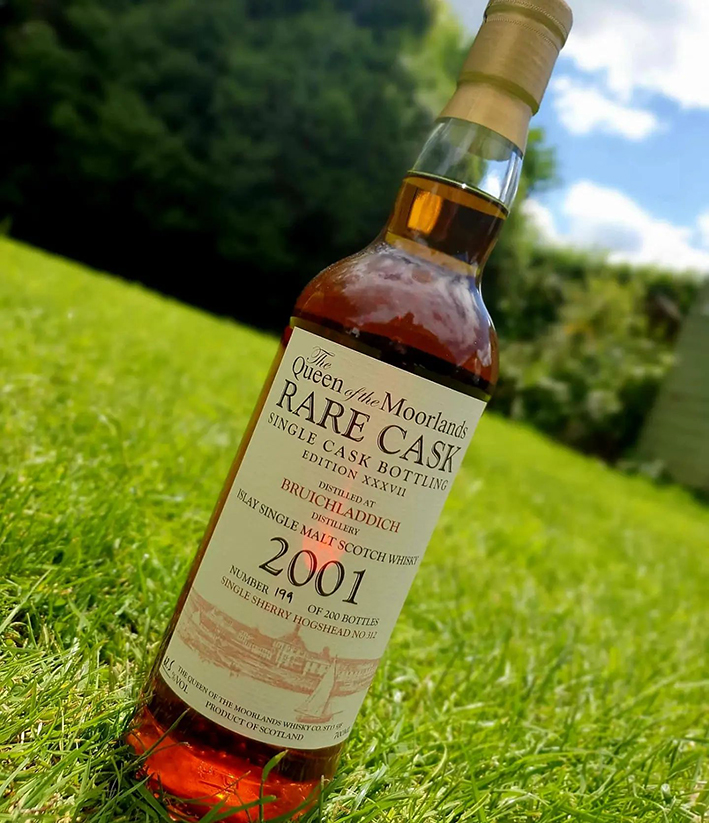 The
Queen of the Moorlands
RARE CASK
SINGLE CASK BOTTLING
EDITION XXXVII
DISTILLED AT
BRUICHLADDICH
DISTILLERY
ISLAY SINGLE MALT SCOTCH WHISKY
2001
NUMBER 194 OF 200 BOTTLES
SINGLE SHERRY HOGSHEAD NO 312
%VOL
THE QUEEN OF THE MOORLANDS WHISKY CO.
PRODUCT OF SCOTLAND